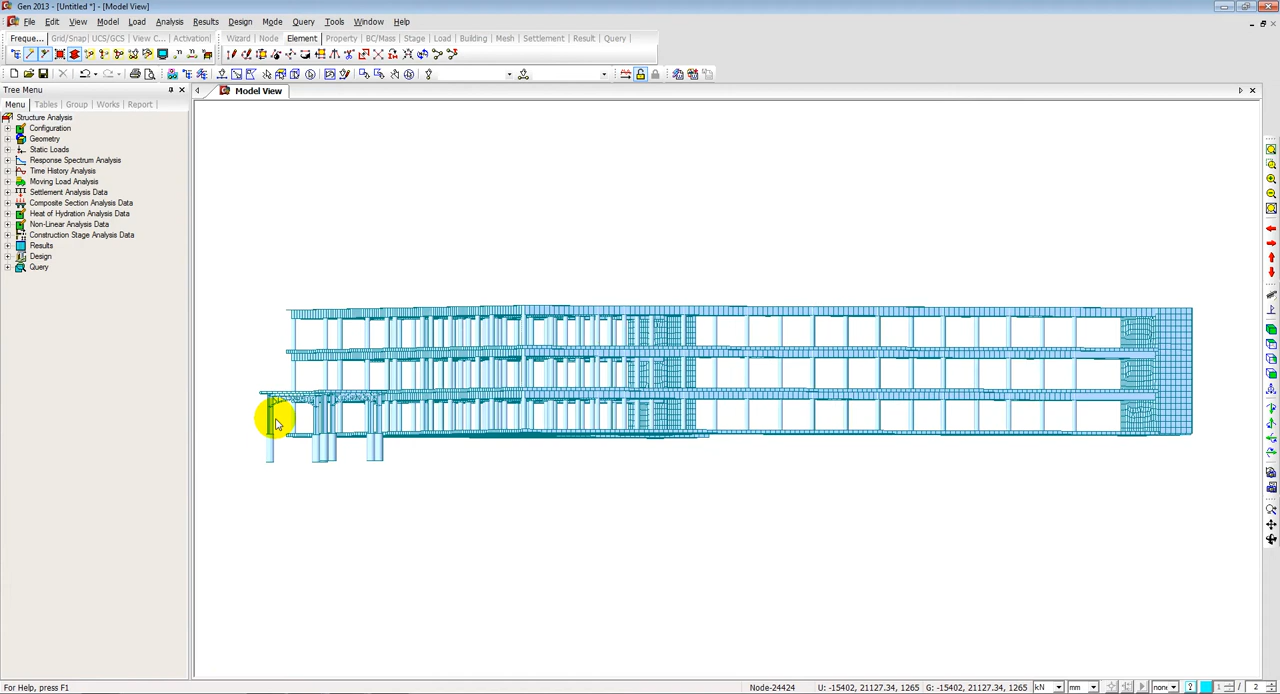 Gen 2013 - [Untitled *] - [Model View]
File Edit View Model Load Analysis Results Design Mode Query Tools Window Help
Freque... Grid/Snap UCS/GCS View C... Activation Wizard Node Element Property BC/Mass Stage Load Building Mesh Settlement Result Query
Tree Menu
Model View
Menu Tables Group Works Report
Structure Analysis
Configuration
Geometry
Static Loads
Response Spectrum Analysis
Time History Analysis
Moving Load Analysis
Settlement Analysis Data
Composite Section Analysis Data
Heat of Hydration Analysis Data
Non-Linear Analysis Data
Construction Stage Analysis Data
Results
Design
Query
For Help, press F1 Node-24424 U: -15402, 21127.34, 1265 G: -15402, 21127.34, 1265 kN mm none 1 / 2